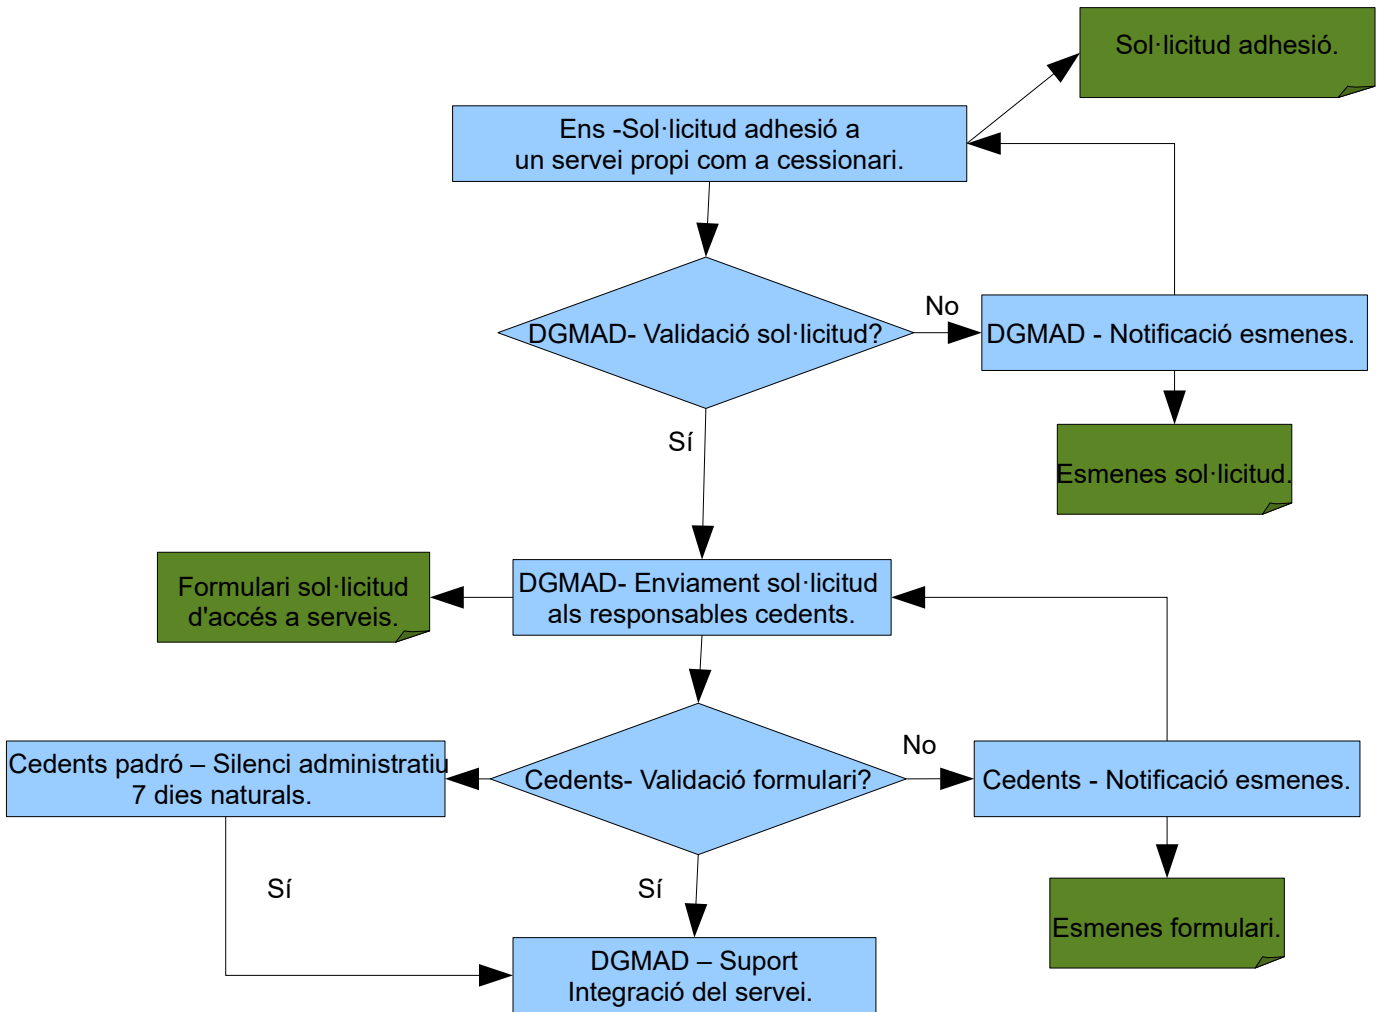 Sol·licitud adhesió.
Ens -Sol·licitud adhesió a
un servei propi com a cessionari.
No
DGMAD- Validació sol·licitud?
DGMAD - Notificació esmenes.
Sí
Esmenes sol·licitud.
Formulari sol·licitud
d'accés a serveis.
DGMAD- Enviament sol·licitud
als responsables cedents.
No
Cedents padró – Silenci administratiu
7 dies naturals.
Cedents- Validació formulari?
Cedents - Notificació esmenes.
Sí
Sí
Esmenes formulari.
DGMAD – Suport
Integració del servei.